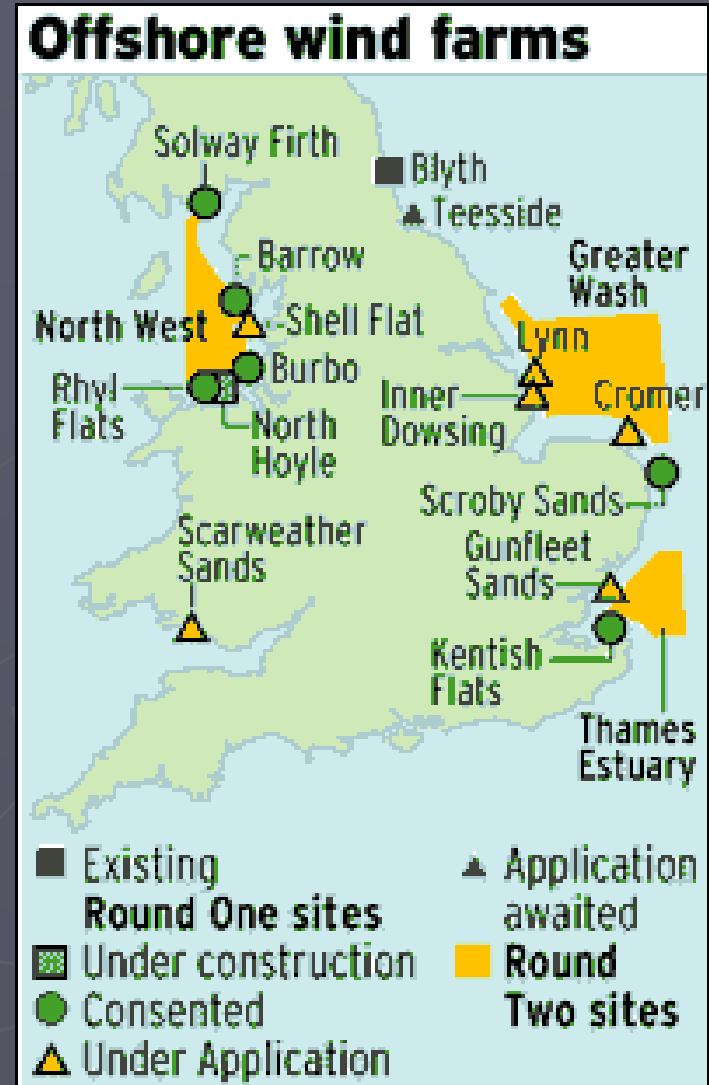 Offshore wind farms
Solway Firth
Blyth
Teesside
Barrow
Greater
Wash
North West
Shell Flat
Lynn
Burbo
Rhyl
Flats
Inner
Dowsing
Cromer
North
Hoyle
Scroby Sands
Scarweather
Sands
Gunfleet
Sands
Kentish
Flats
Thames
Estuary
Existing
Round One sites
Under construction
Consented
Under Application
Application
awaited
Round
Two sites